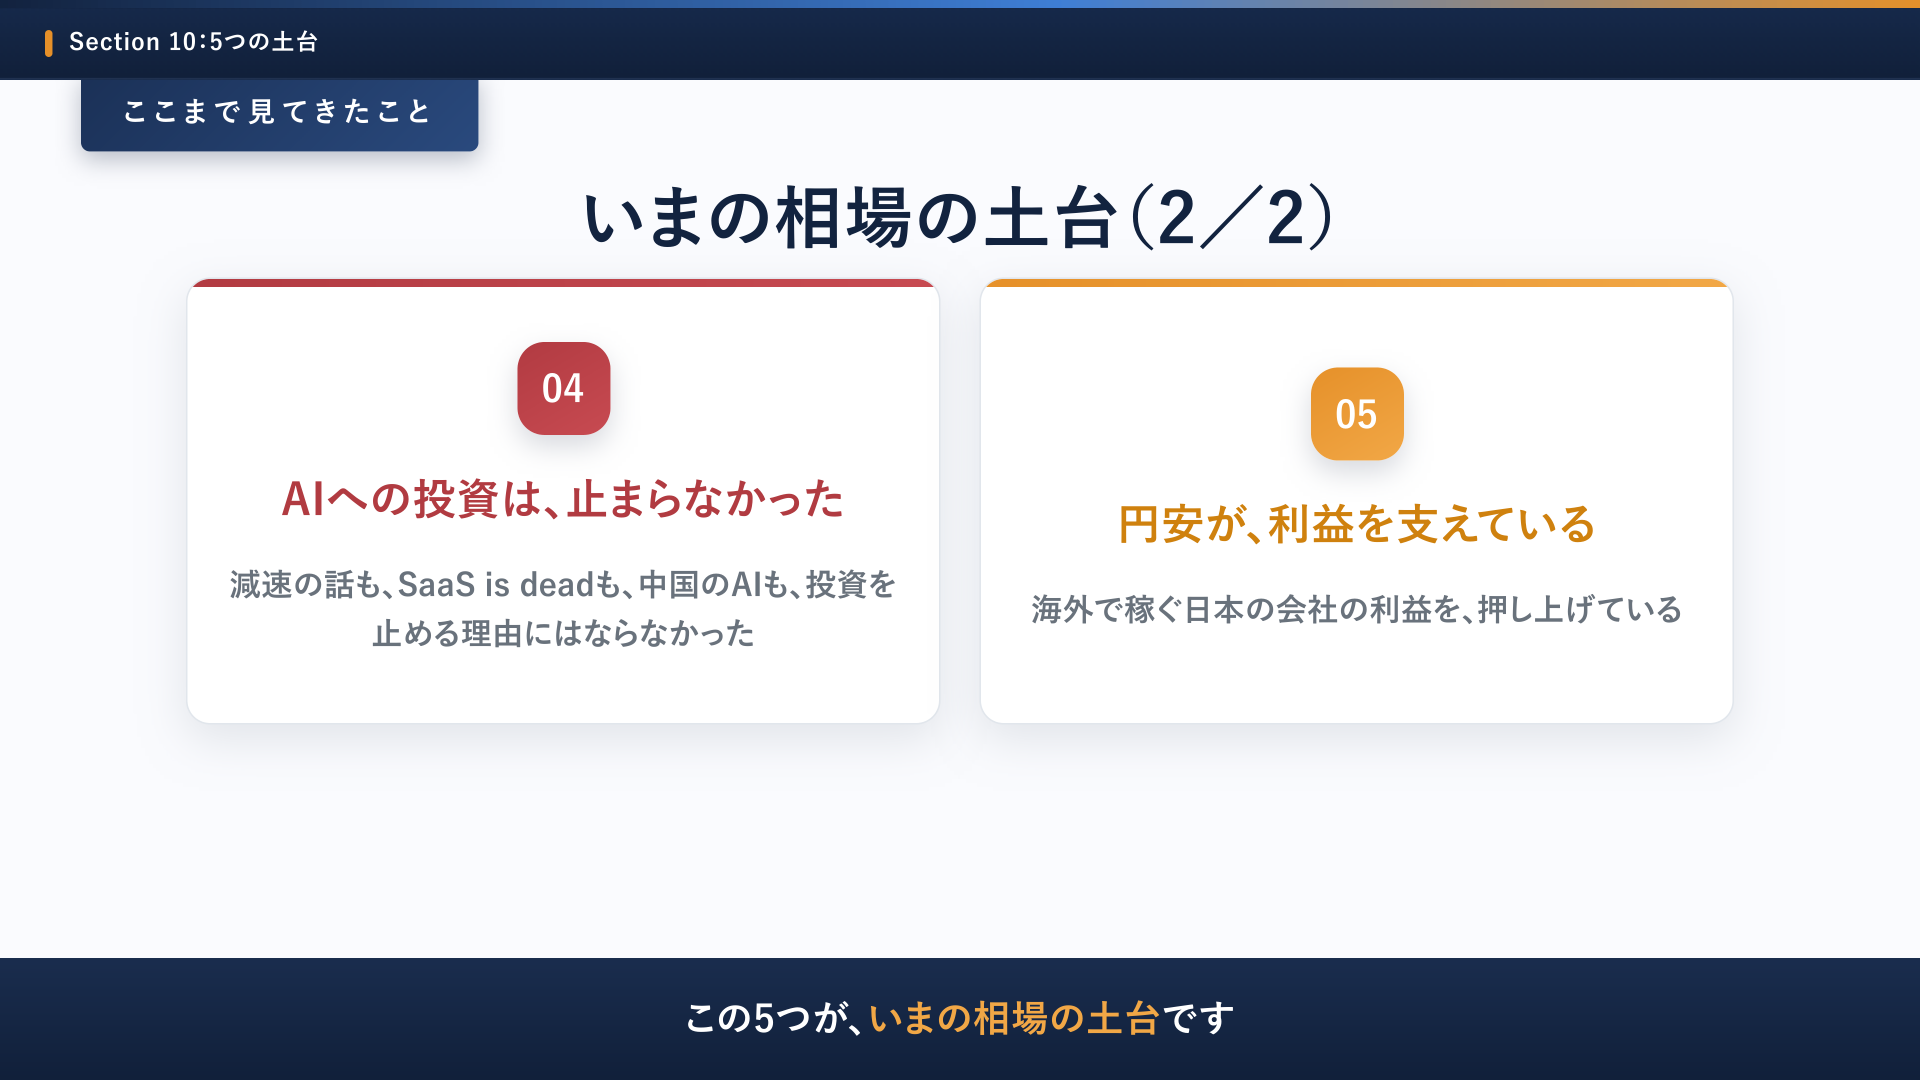 Section 10：5つの土台
ここまで見てきたこと
いまの相場の土台（2／2）
04
AIへの投資は、止まらなかった
減速の話も、SaaS is deadも、中国のAIも、投資を
止める理由にはならなかった
05
円安が、利益を支えている
海外で稼ぐ日本の会社の利益を、押し上げている
この5つが、いまの相場の土台です